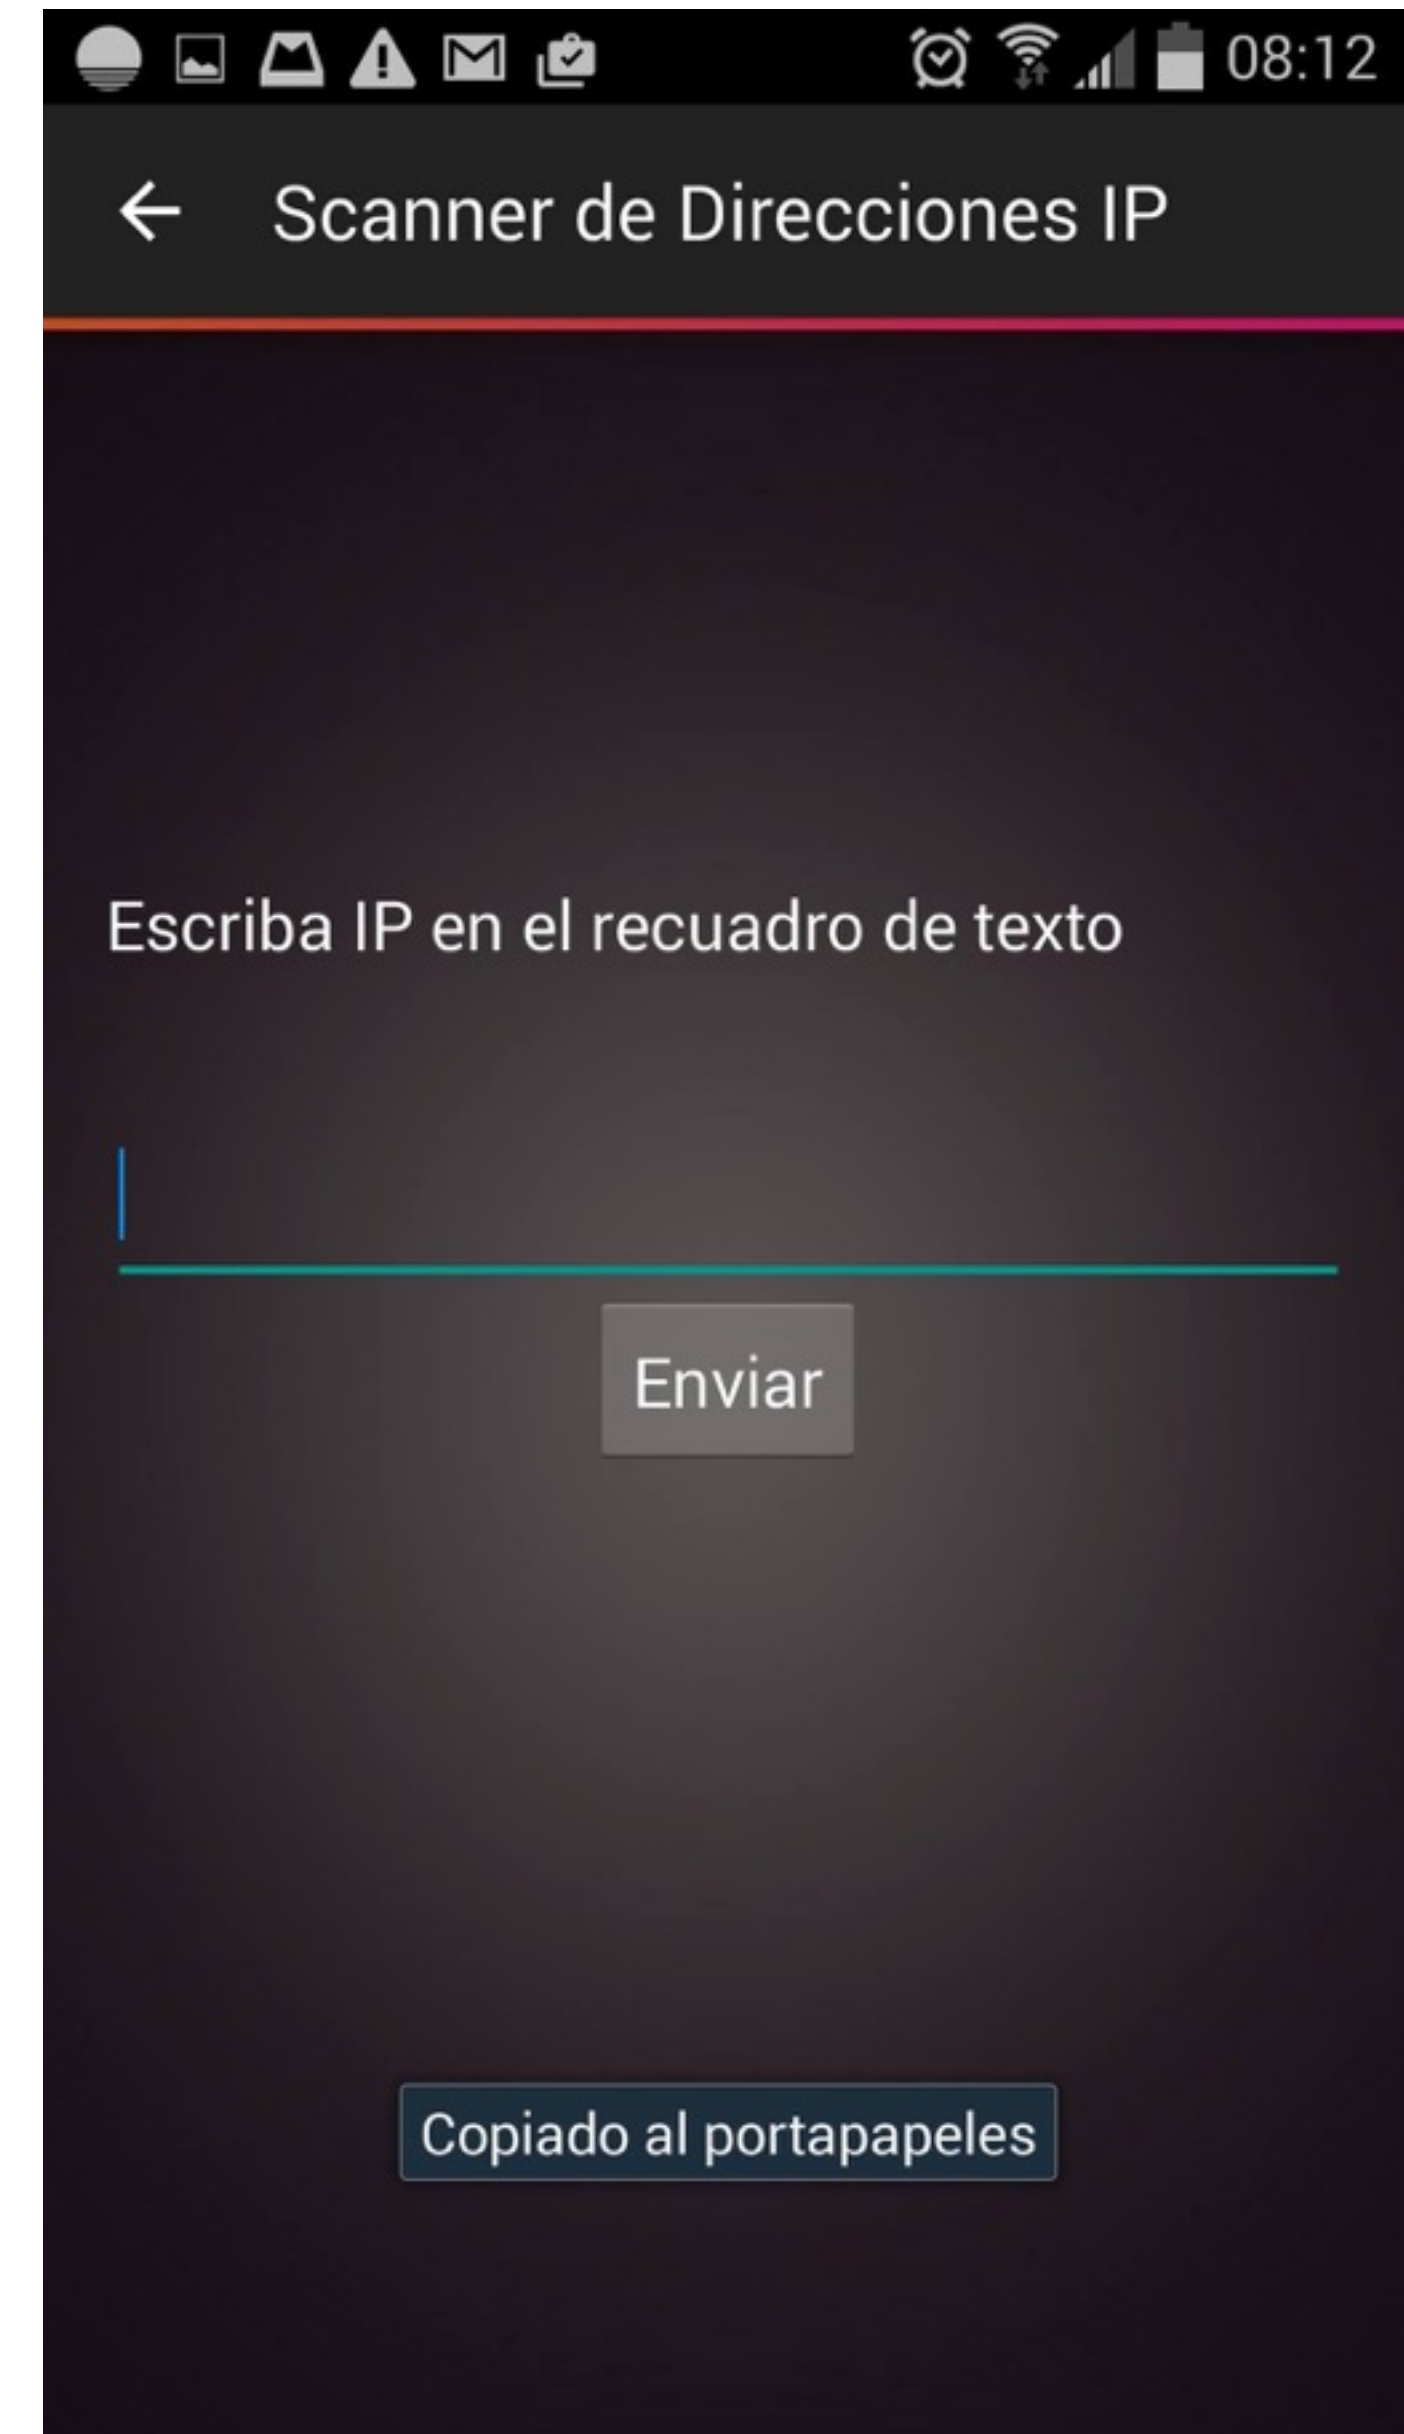 08:12
Scanner de Direcciones IP
Escriba IP en el recuadro de texto
Enviar
Copiado al portapapeles